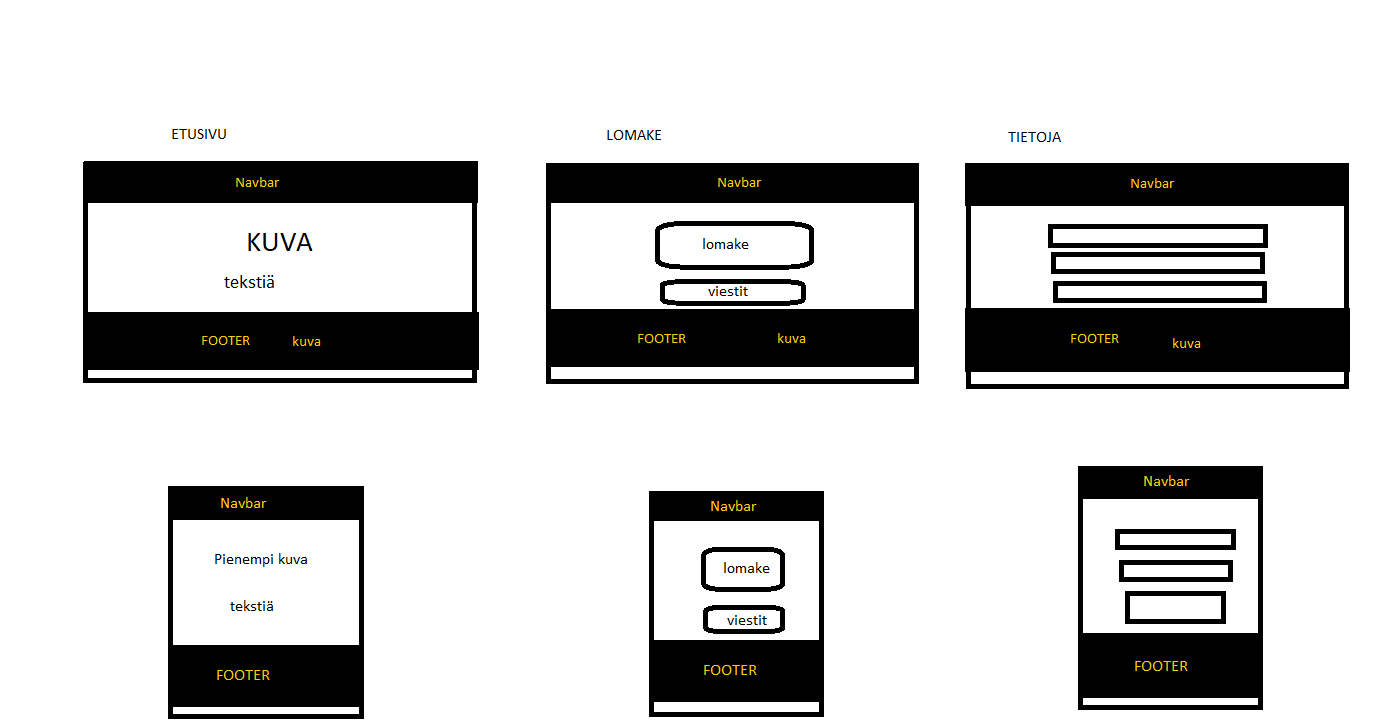 ETUSIVU
LOMAKE
TIETOJA
Navbar
KUVA
tekstiä
FOOTER kuva
Navbar
lomake
viestit
FOOTER kuva
Navbar
FOOTER kuva
Navbar
Pienempi kuva
tekstiä
FOOTER
Navbar
lomake
viestit
FOOTER
Navbar
FOOTER